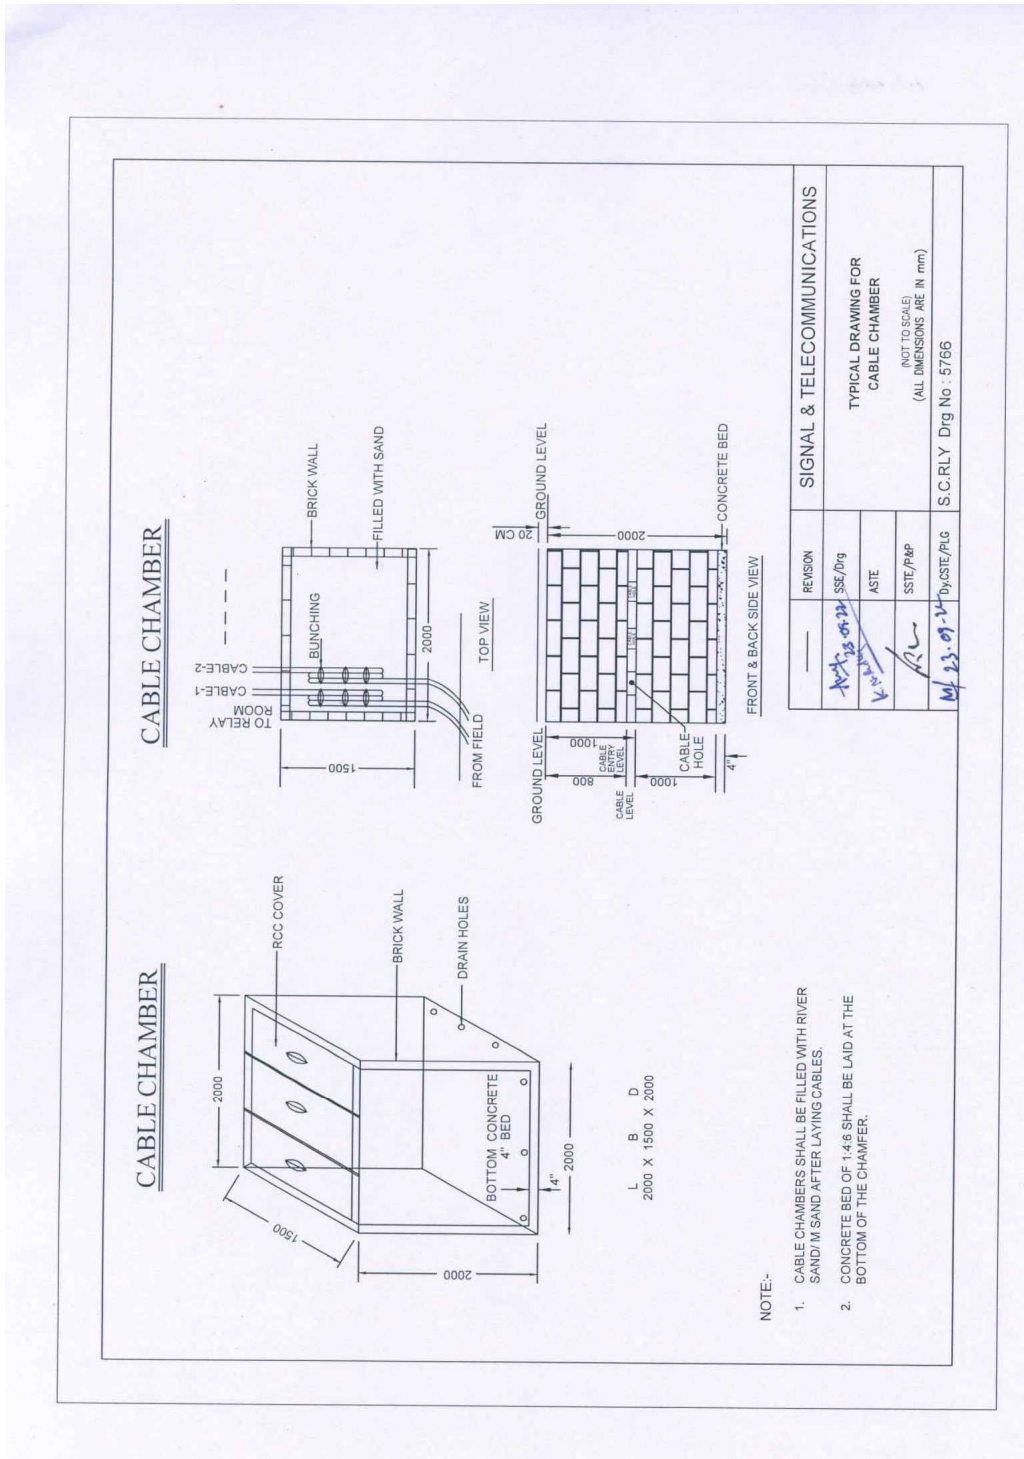 CABLE CHAMBER
2000
1500
RCC COVER
BRICK WALL
DRAIN HOLES
2000
BOTTOM CONCRETE
4" BED
4"
2000
L B D
2000 X 1500 X 2000
NOTE:-
1. CABLE CHAMBERS SHALL BE FILLED WITH RIVER
SAND/ M SAND AFTER LAYING CABLES.
2. CONCRETE BED OF 1:4:6 SHALL BE LAID AT THE
BOTTOM OF THE CHAMFER.
CABLE CHAMBER
TO RELAY
ROOM
CABLE-1
CABLE-2
BUNCHING
BRICK WALL
FILLED WITH SAND
1500
2000
FROM FIELD
TOP VIEW
GROUND LEVEL
20 CM
GROUND LEVEL
1000
800
CABLE
ENTRY
LEVEL
CABLE
LEVEL
1000
CABLE
HOLE
4"
2000
CONCRETE BED
FRONT & BACK SIDE VIEW
REVISION
SIGNAL & TELECOMMUNICATIONS
23-09-22
SSE/Drg
ASTE
SSTE/P&P
23-09-22
Dy.CSTE/PLG
TYPICAL DRAWING FOR
CABLE CHAMBER
(NOT TO SCALE)
(ALL DIMENSIONS ARE IN mm)
S.C.RLY Drg No : 5766